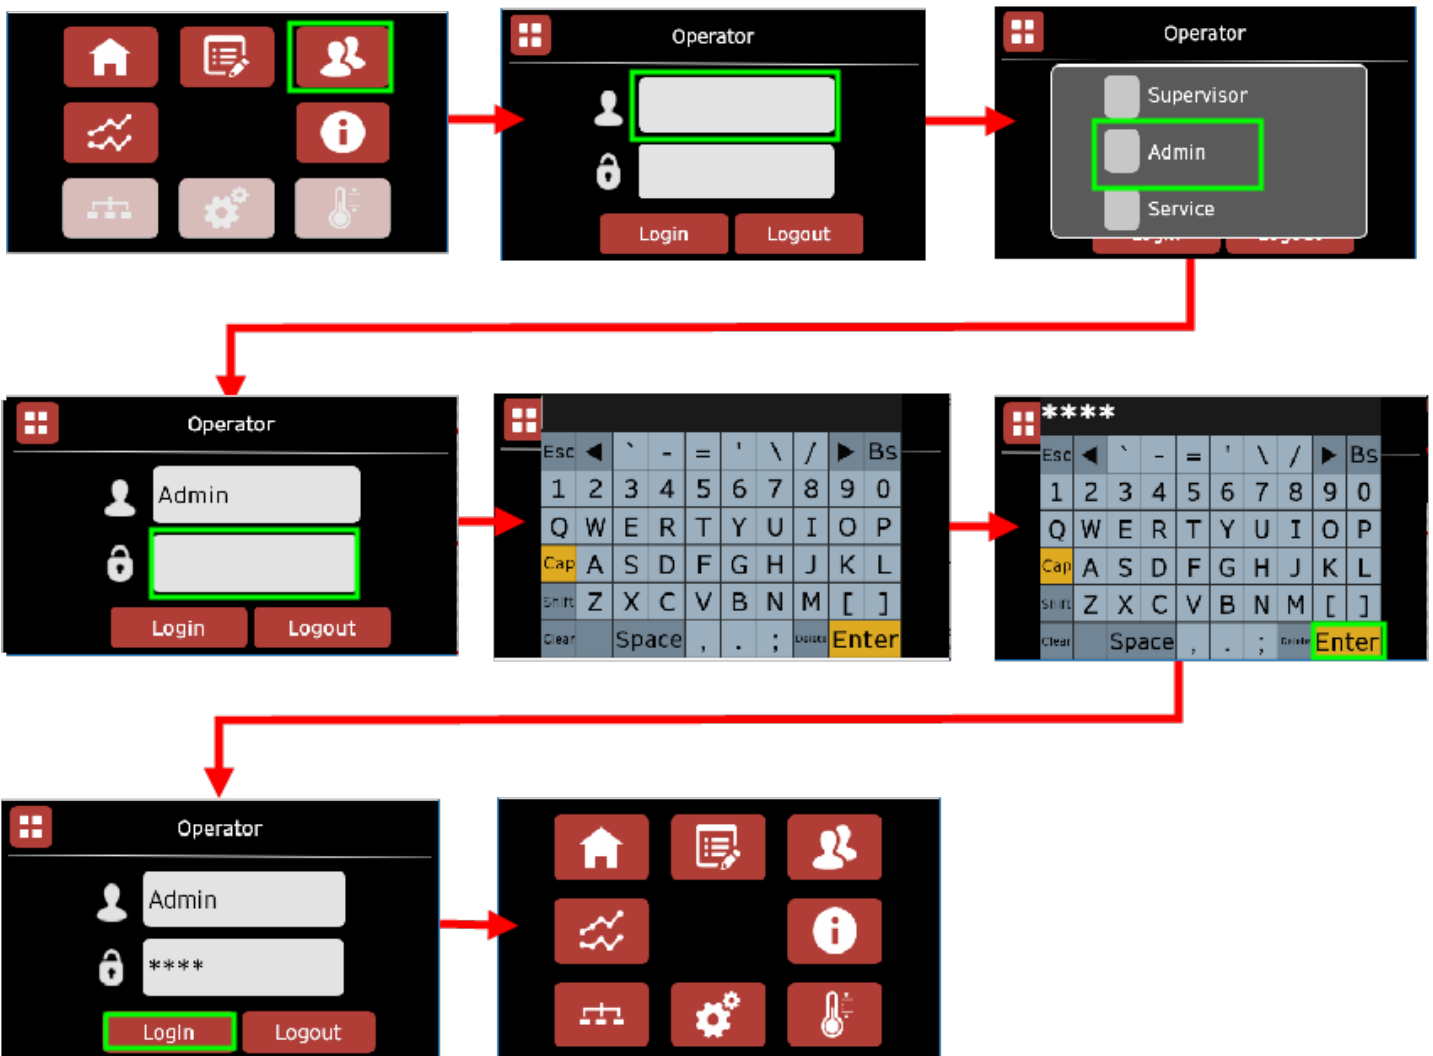 Operator
Login Logout
Operator
Supervisor
Admin
Service
Operator
Admin
Login Logout
Esc ◀ ` - = ' \ / ▶ Bs
1 2 3 4 5 6 7 8 9 0
Q W E R T Y U I O P
Cap A S D F G H J K L
Shift Z X C V B N M [ ]
Clear Space , . ; Delete Enter
****
Esc ◀ ` - = ' \ / ▶ Bs
1 2 3 4 5 6 7 8 9 0
Q W E R T Y U I O P
Cap A S D F G H J K L
Shift Z X C V B N M [ ]
Clear Space , . ; Delete Enter
Operator
Admin
****
Login Logout